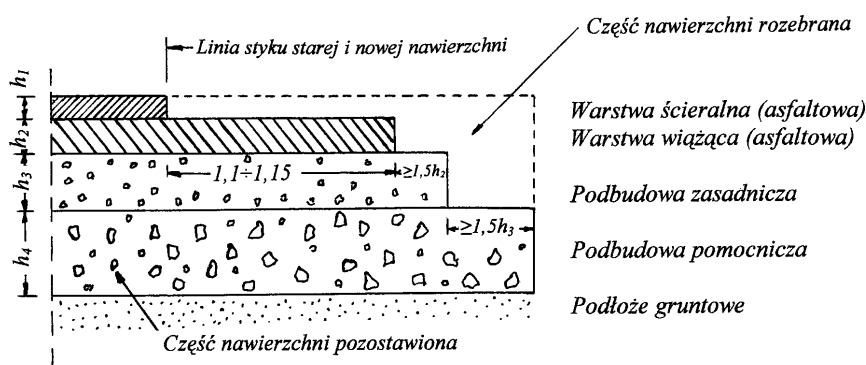 Część nawierzchni rozebrana
Linia styku starej i nowej nawierzchni
h1
Warstwa ścieralna (asfaltowa)
h2
Warstwa wiążąca (asfaltowa)
h3
1,1÷1,15
≥1,5h2
Podbudowa zasadnicza
h4
≥1,5h3
Podbudowa pomocnicza
Podłoże gruntowe
Część nawierzchni pozostawiona